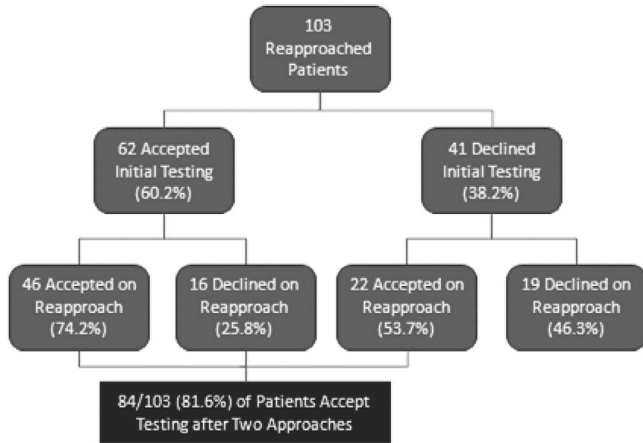 103
Reapproached
Patients
62 Accepted
Initial Testing
(60.2%)
41 Declined
Initial Testing
(38.2%)
46 Accepted on
Reapproach
(74.2%)
16 Declined on
Reapproach
(25.8%)
22 Accepted on
Reapproach
(53.7%)
19 Declined on
Reapproach
(46.3%)
84/103 (81.6%) of Patients Accept
Testing after Two Approaches